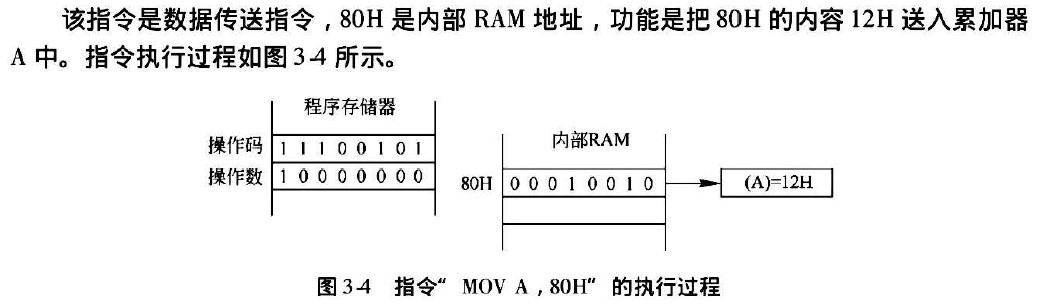 该指令是数据传送指令，80H 是内部 RAM 地址，功能是把 80H 的内容 12H 送入累加器
A 中。指令执行过程如图 3-4 所示。
程序存储器
操作码 1 1 1 0 0 1 0 1
操作数 1 0 0 0 0 0 0 0
内部RAM
80H 0 0 0 1 0 0 1 0 (A)=12H
图 3-4 指令“ MOV A，80H” 的执行过程